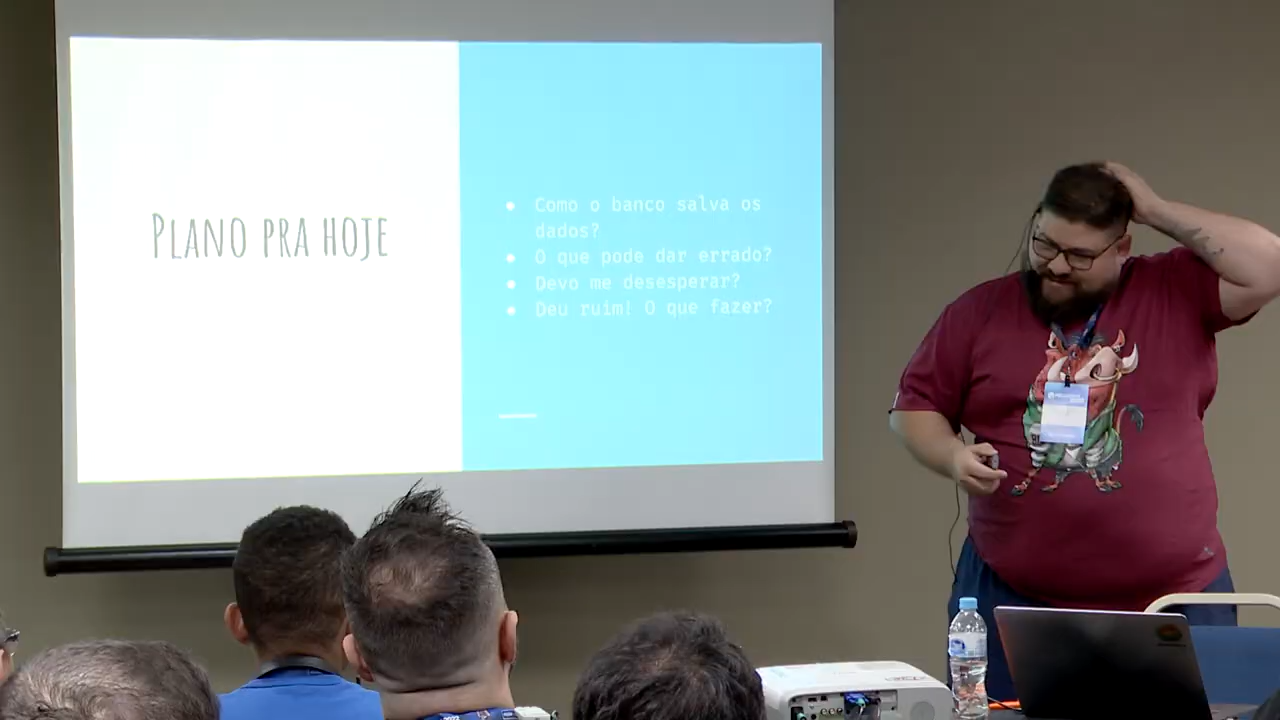 PLANO PRA HOJE
● Como o banco salva os
dados?
● O que pode dar errado?
● Devo me desesperar?
● Deu ruim! O que fazer?